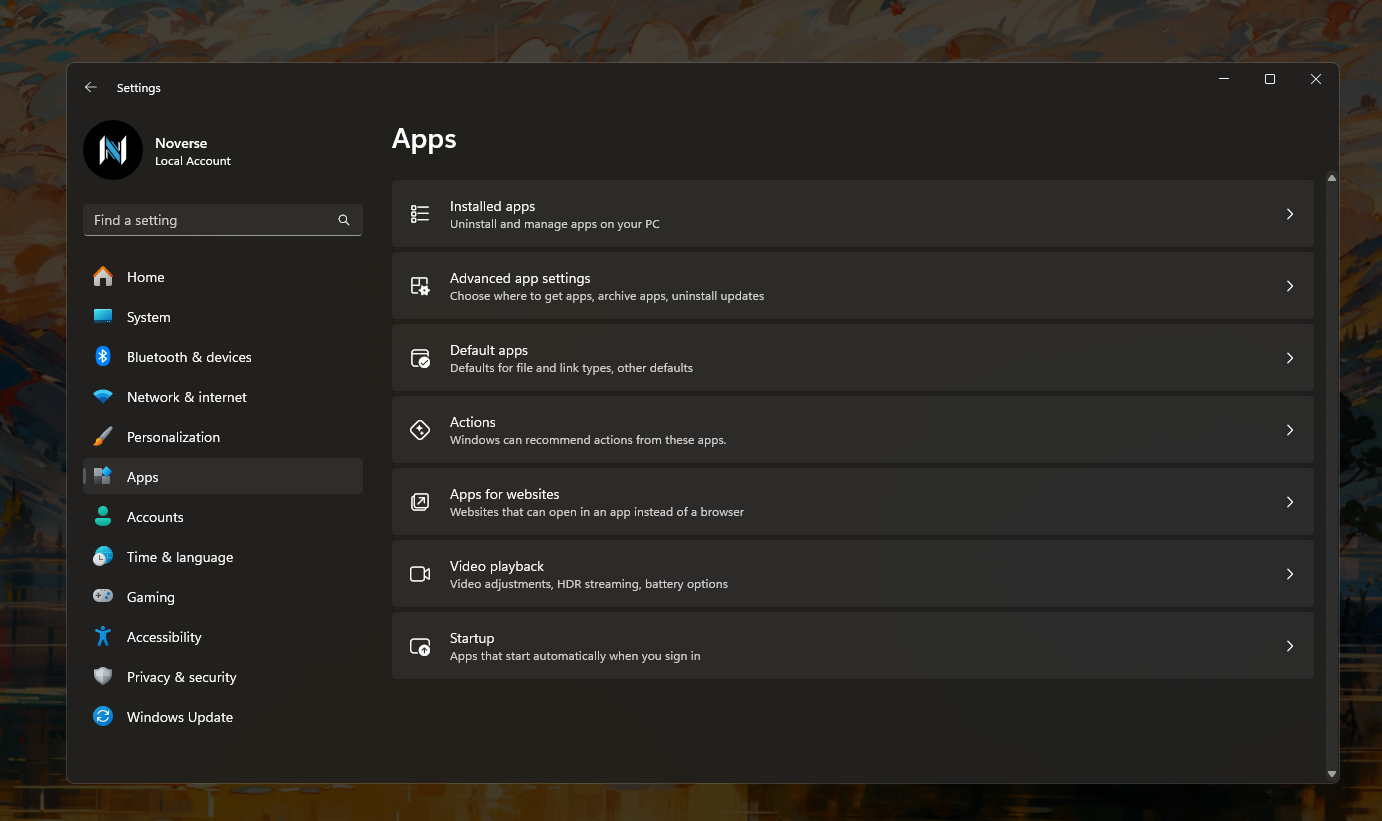 Settings
Noverse
Local Account
Find a setting
Home
System
Bluetooth & devices
Network & internet
Personalization
Apps
Accounts
Time & language
Gaming
Accessibility
Privacy & security
Windows Update
Apps
Installed apps
Uninstall and manage apps on your PC
Advanced app settings
Choose where to get apps, archive apps, uninstall updates
Default apps
Defaults for file and link types, other defaults
Actions
Windows can recommend actions from these apps.
Apps for websites
Websites that can open in an app instead of a browser
Video playback
Video adjustments, HDR streaming, battery options
Startup
Apps that start automatically when you sign in